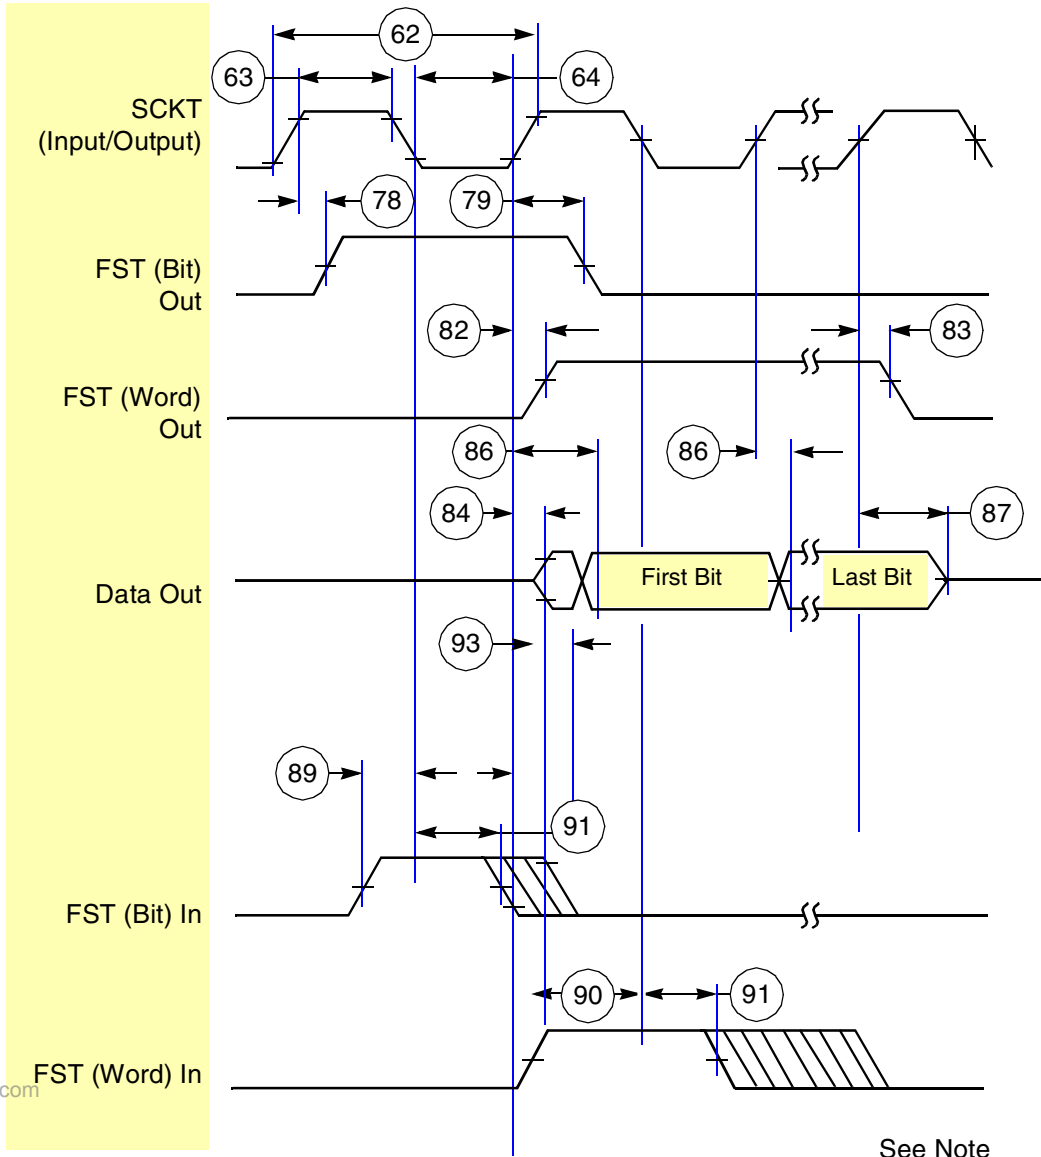 62
63
64
SCKT
(Input/Output)
78
79
FST (Bit)
Out
82
83
FST (Word)
Out
86
86
84
87
First Bit
Last Bit
Data Out
93
89
91
FST (Bit) In
90
91
FST (Word) In
com
See Note